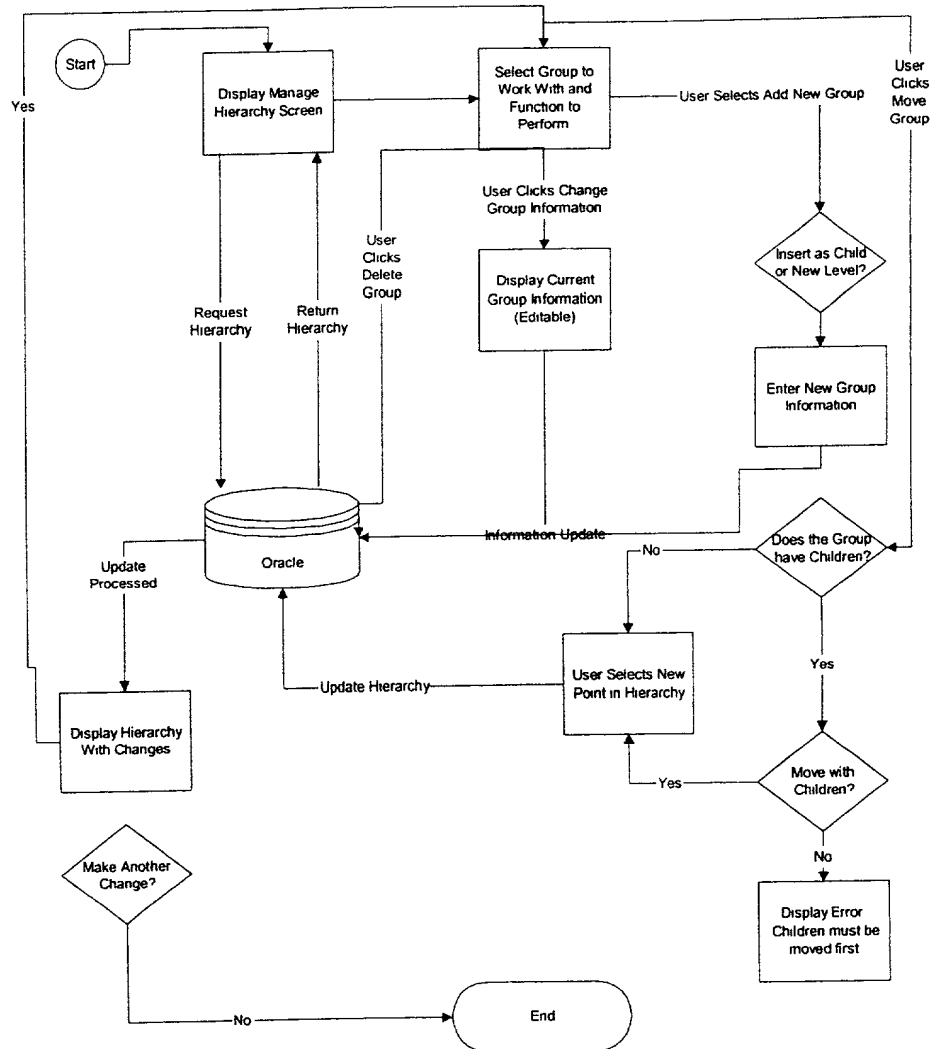 Start
Yes
Display Manage
Hierarchy Screen
Select Group to
Work With and
Function to
Perform
User Selects Add New Group
User
Clicks
Move
Group
User Clicks Change
Group Information
User
Clicks
Delete
Group
Insert as Child
or New Level?
Display Current
Group Information
(Editable)
Request
Hierarchy
Return
Hierarchy
Enter New Group
Information
Oracle
Information Update
Does the Group
have Children?
No
Update
Processed
Yes
User Selects New
Point in Hierarchy
Update Hierarchy
Display Hierarchy
With Changes
Move with
Children?
Yes
No
Make Another
Change?
Display Error
Children must be
moved first
No
End